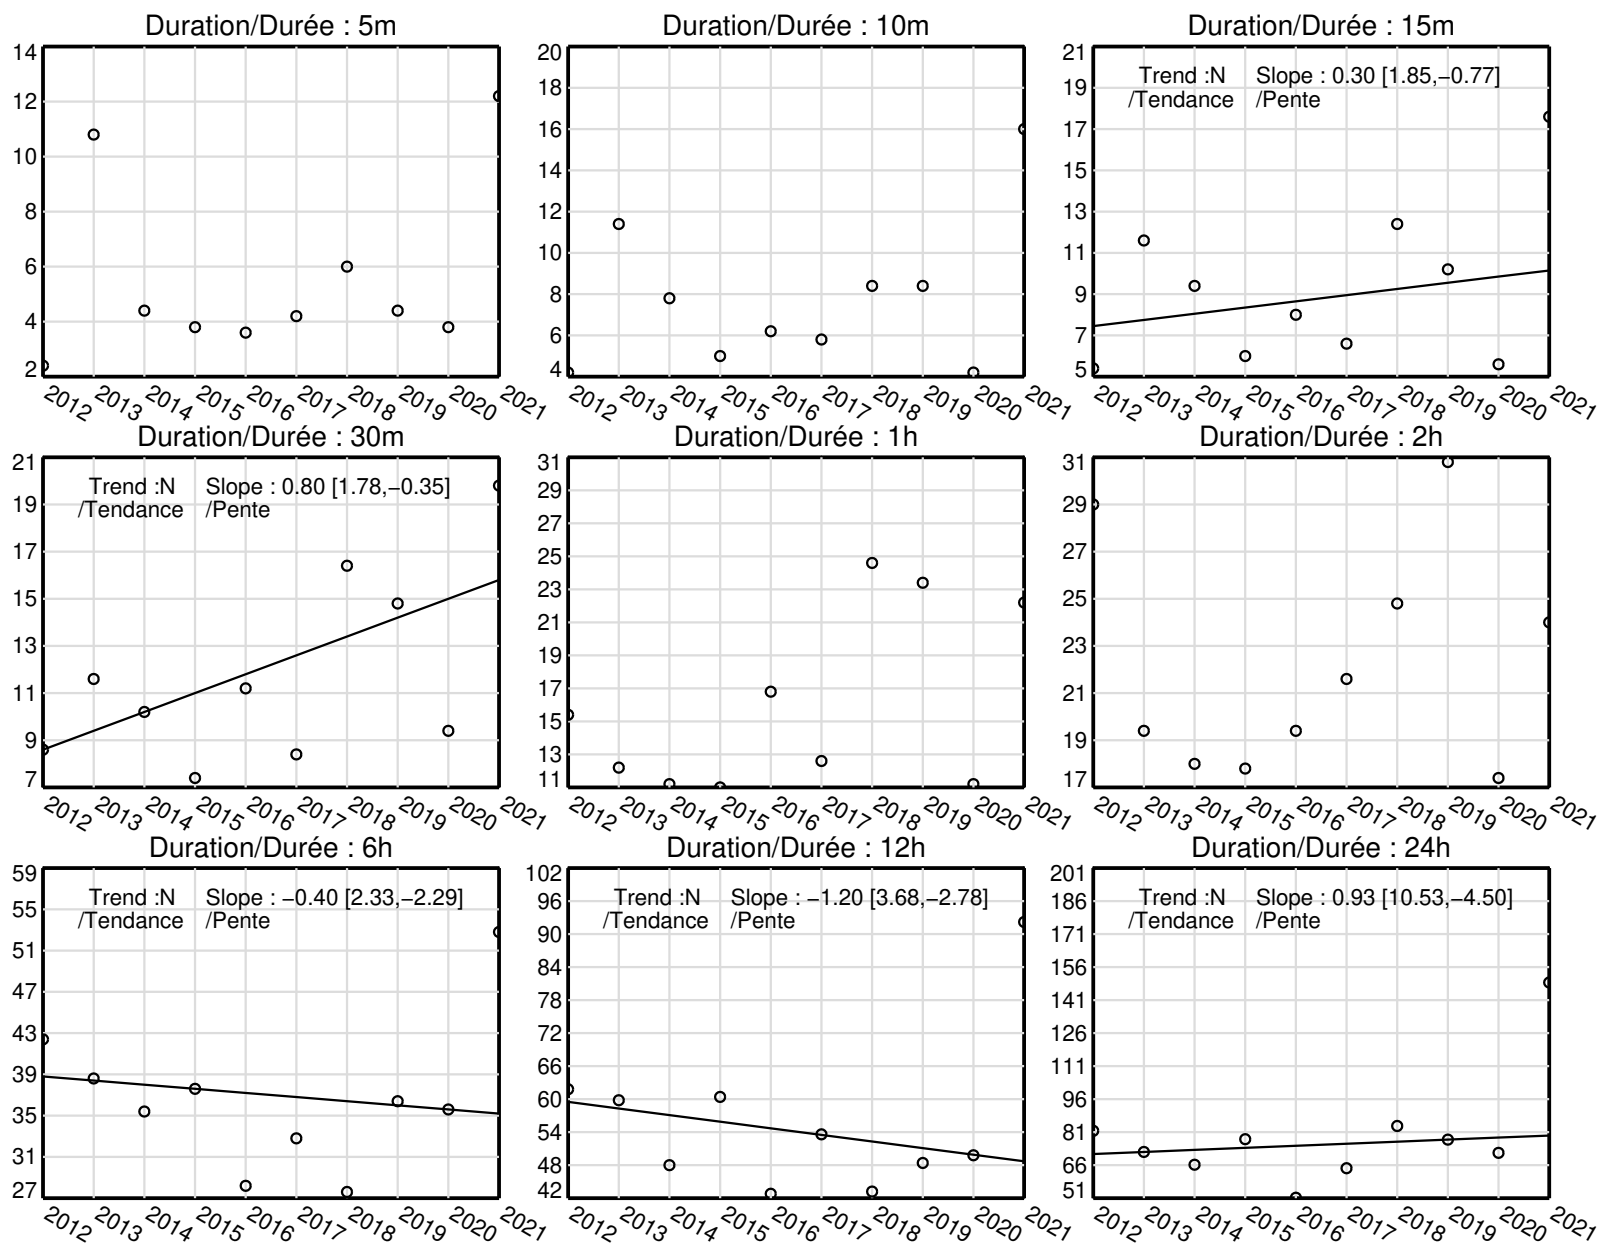 Duration/Durée : 5m
14
12
10
8
6
4
2
2012 2013 2014 2015 2016 2017 2018 2019 2020 2021
Duration/Durée : 10m
20
18
16
14
12
10
8
6
4
2012 2013 2014 2015 2016 2017 2018 2019 2020 2021
Duration/Durée : 15m
Trend :N Slope : 0.30 [1.85,−0.77]
/Tendance /Pente
21
19
17
15
13
11
9
7
5
2012 2013 2014 2015 2016 2017 2018 2019 2020 2021
Duration/Durée : 30m
Trend :N Slope : 0.80 [1.78,−0.35]
/Tendance /Pente
21
19
17
15
13
11
9
7
2012 2013 2014 2015 2016 2017 2018 2019 2020 2021
Duration/Durée : 1h
31
29
27
25
23
21
19
17
15
13
11
2012 2013 2014 2015 2016 2017 2018 2019 2020 2021
Duration/Durée : 2h
31
29
27
25
23
21
19
17
2012 2013 2014 2015 2016 2017 2018 2019 2020 2021
Duration/Durée : 6h
Trend :N Slope : −0.40 [2.33,−2.29]
/Tendance /Pente
59
55
51
47
43
39
35
31
27
2012 2013 2014 2015 2016 2017 2018 2019 2020 2021
Duration/Durée : 12h
Trend :N Slope : −1.20 [3.68,−2.78]
/Tendance /Pente
102
96
90
84
78
72
66
60
54
48
42
2012 2013 2014 2015 2016 2017 2018 2019 2020 2021
Duration/Durée : 24h
Trend :N Slope : 0.93 [10.53,−4.50]
/Tendance /Pente
201
186
171
156
141
126
111
96
81
66
51
2012 2013 2014 2015 2016 2017 2018 2019 2020 2021